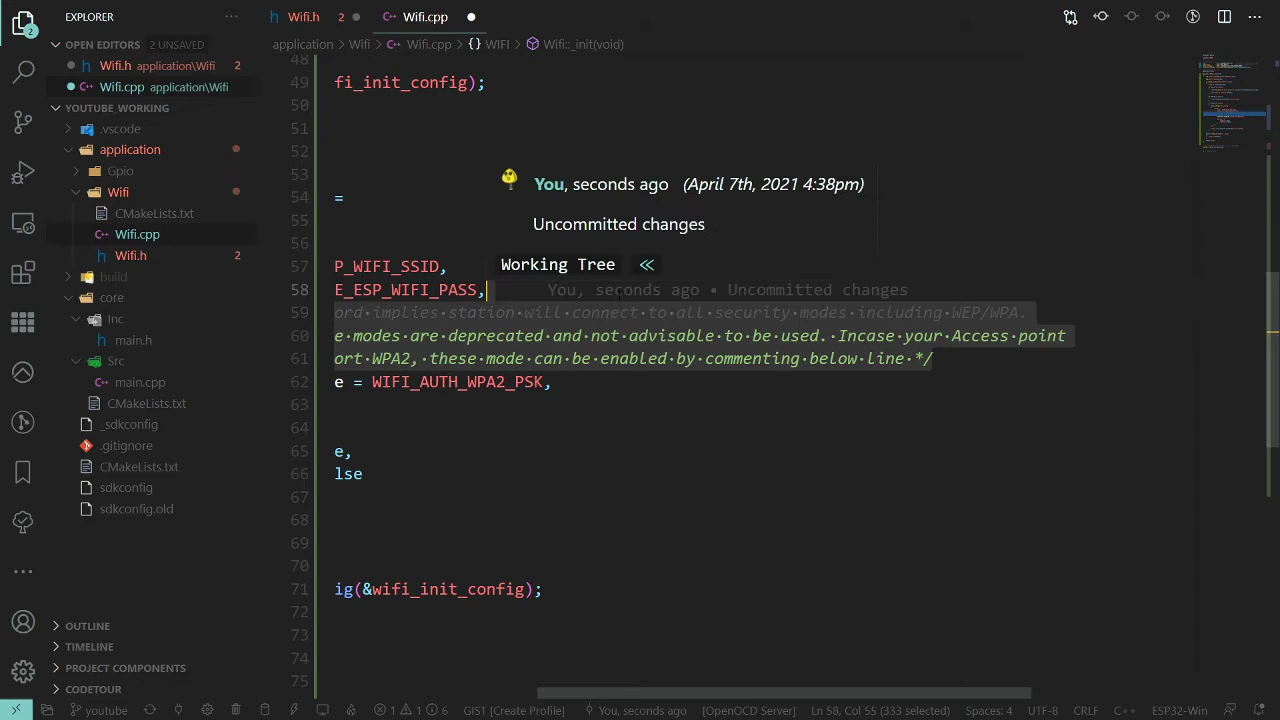 EXPLORER
Wifi.h 2
Wifi.cpp
OPEN EDITORS 2 UNSAVED
application > Wifi > Wifi.cpp > {} WIFI > Wifi::_init(void)
Wifi.h application\Wifi 2
Wifi.cpp application\Wifi
YOUTUBE_WORKING
.vscode
application
Gpio
Wifi
CMakeLists.txt
Wifi.cpp
Wifi.h 2
build
core
Inc
main.h
Src
main.cpp
CMakeLists.txt
_sdkconfig
.gitignore
CMakeLists.txt
sdkconfig
sdkconfig.old
OUTLINE
TIMELINE
PROJECT COMPONENTS
CODETOUR
48
49 fi_init_config);
50
51
52
53
54 =
55
56
57 P_WIFI_SSID,
58 E_ESP_WIFI_PASS, You, seconds ago • Uncommitted changes
59 ord·implies·station·will·connect·to·all·security·modes·including·WEP/WPA.
60 e·modes·are·deprecated·and·not·advisable·to·be·used.·Incase·your·Access·point
61 ort·WPA2,·these·mode·can·be·enabled·by·commenting·below·line·*/
62 e = WIFI_AUTH_WPA2_PSK,
63
64
65 e,
66 lse
67
68
69
70
71 ig(&wifi_init_config);
72
73
74
75
You, seconds ago (April 7th, 2021 4:38pm)
Uncommitted changes
Working Tree
youtube
1 1 6
GIST [Create Profile]
You, seconds ago
[OpenOCD Server]
Ln 58, Col 55 (333 selected)
Spaces: 4
UTF-8
CRLF
C++
ESP32-Win